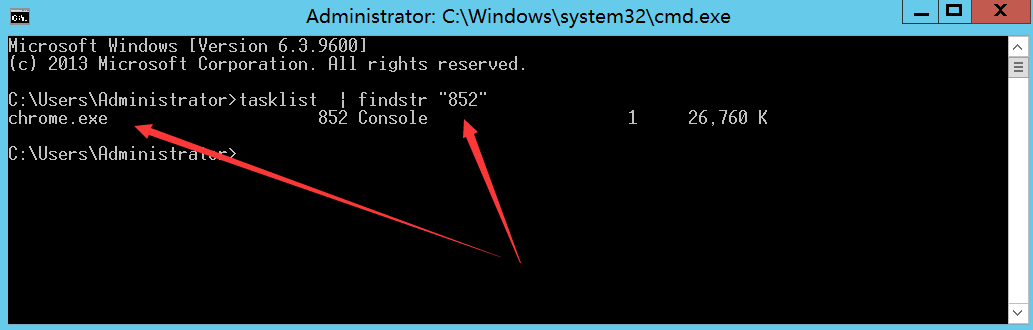 Administrator: C:\Windows\system32\cmd.exe
Microsoft Windows [Version 6.3.9600]
(c) 2013 Microsoft Corporation. All rights reserved.
C:\Users\Administrator>tasklist  | findstr "852"
chrome.exe                     852 Console                    1     26,760 K
C:\Users\Administrator>